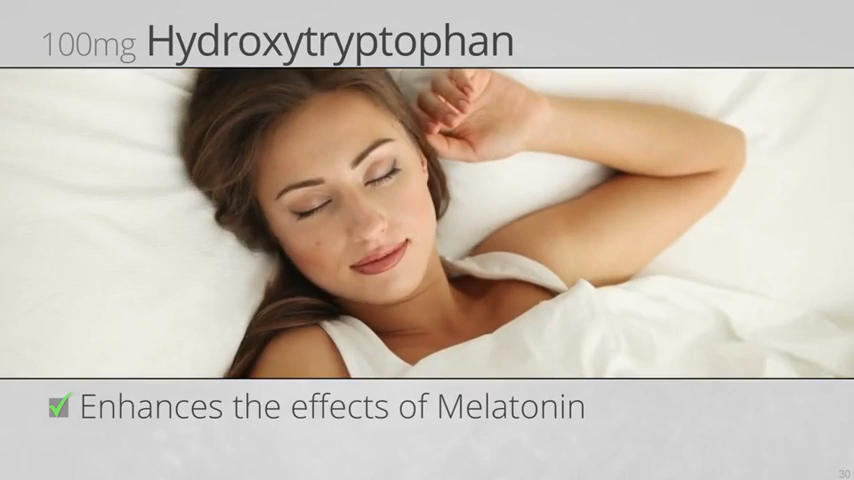 100mg Hydroxytryptophan
Enhances the effects of Melatonin
30